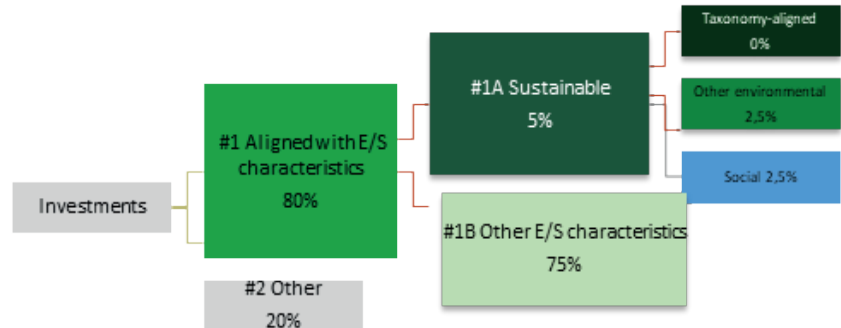 Investments
#1 Aligned with E/S
characteristics
80%
#2 Other
20%
#1A Sustainable
5%
#1B Other E/S characteristics
75%
Taxonomy-aligned
0%
Other environmental
2,5%
Social 2,5%